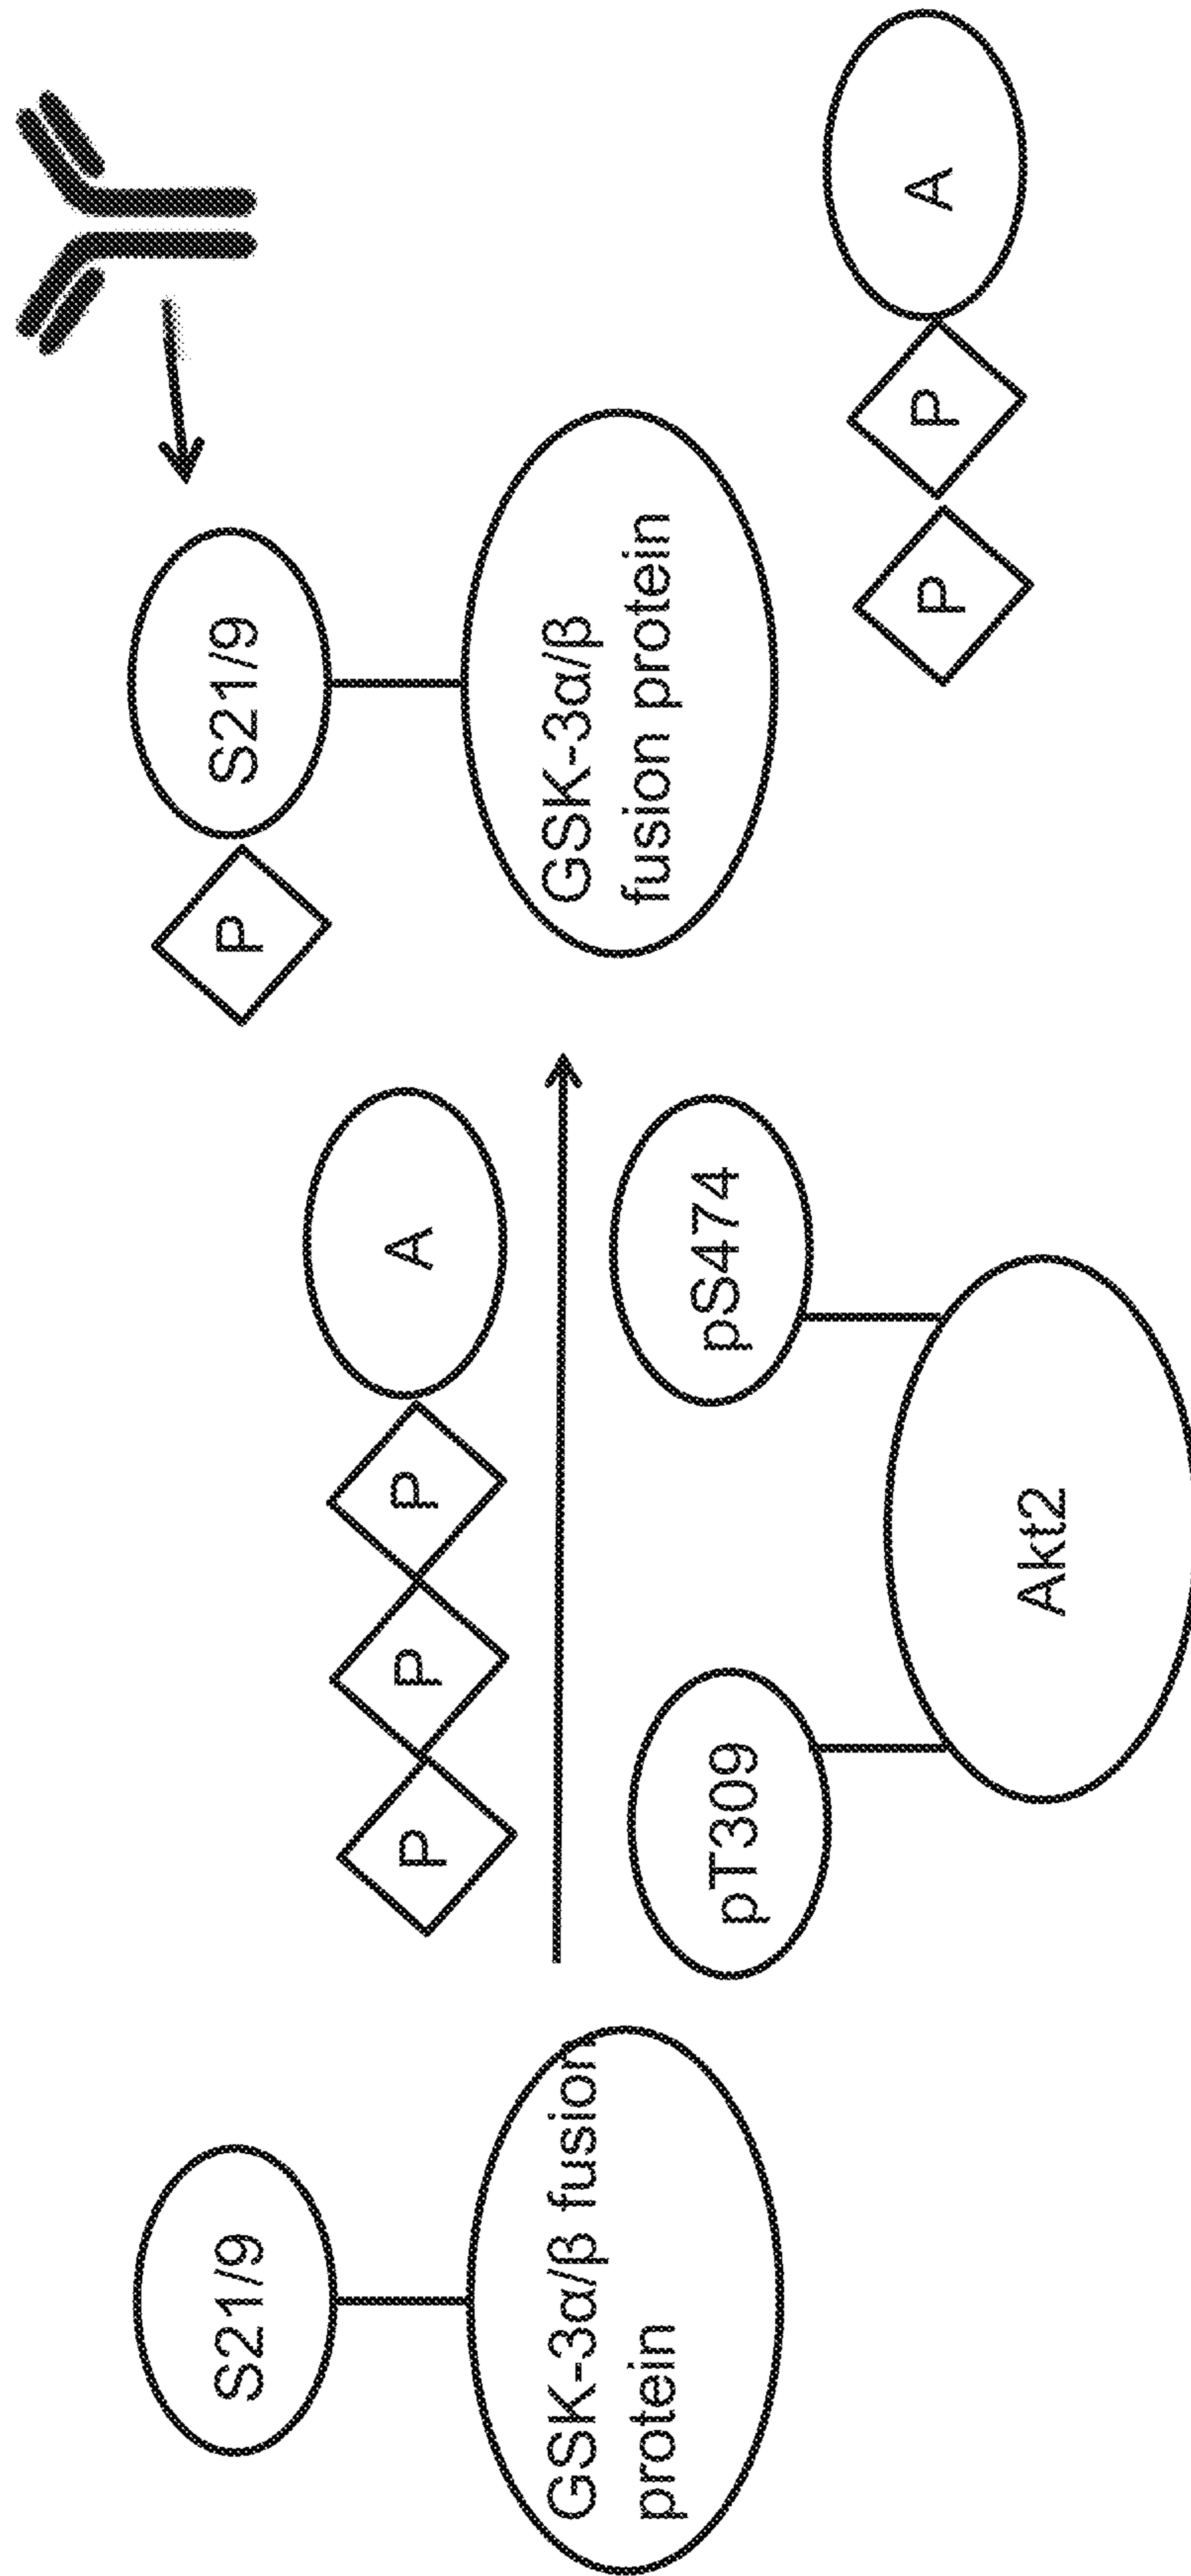 S21/9
GSK-3α/β fusion
protein
P
P
P
A
pT309
pS474
Akt2
P
S21/9
GSK-3α/β
fusion protein
P
P
A